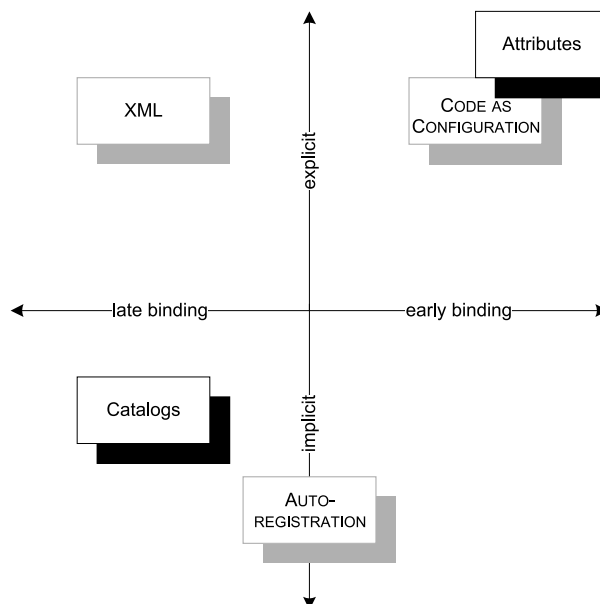 Attributes
XML
CODE AS
CONFIGURATION
explicit
late binding
early binding
Catalogs
implicit
AUTO-
REGISTRATION